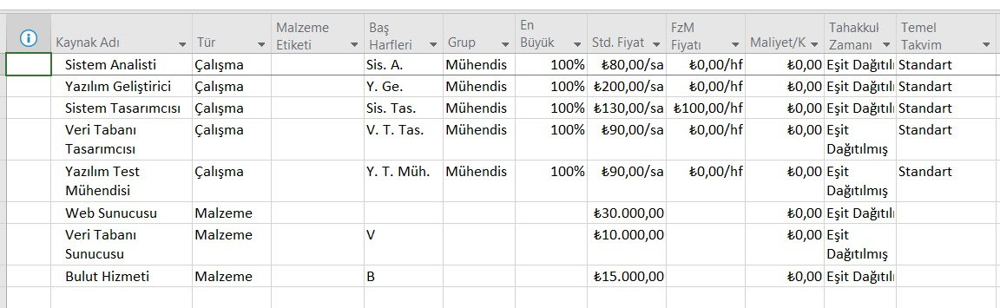 Kaynak Adı Tür Malzeme Etiketi Baş Harfleri Grup En Büyük Std. Fiyat FzM Fiyatı Maliyet/K Tahakkul Zamanı Temel Takvim
Sistem Analisti Çalışma Sis. A. Mühendis 100% ₺80,00/sa ₺0,00/hf ₺0,00 Eşit Dağıtılı Standart
Yazılım Geliştirici Çalışma Y. Ge. Mühendis 100% ₺200,00/sa ₺0,00/hf ₺0,00 Eşit Dağıtılı Standart
Sistem Tasarımcısı Çalışma Sis. Tas. Mühendis 100% ₺130,00/sa ₺100,00/hf ₺0,00 Eşit Dağıtılı Standart
Veri Tabanı Çalışma V. T. Tas. Mühendis 100% ₺90,00/sa ₺0,00/hf ₺0,00 Eşit Standart
Tasarımcısı Dağıtılmış
Yazılım Test Çalışma Y. T. Müh. Mühendis 100% ₺90,00/sa ₺0,00/hf ₺0,00 Eşit Standart
Mühendisi Dağıtılmış
Web Sunucusu Malzeme ₺30.000,00 ₺0,00 Eşit Dağıtılı
Veri Tabanı Malzeme V ₺10.000,00 ₺0,00 Eşit
Sunucusu Dağıtılmış
Bulut Hizmeti Malzeme B ₺15.000,00 ₺0,00 Eşit Dağıtılı